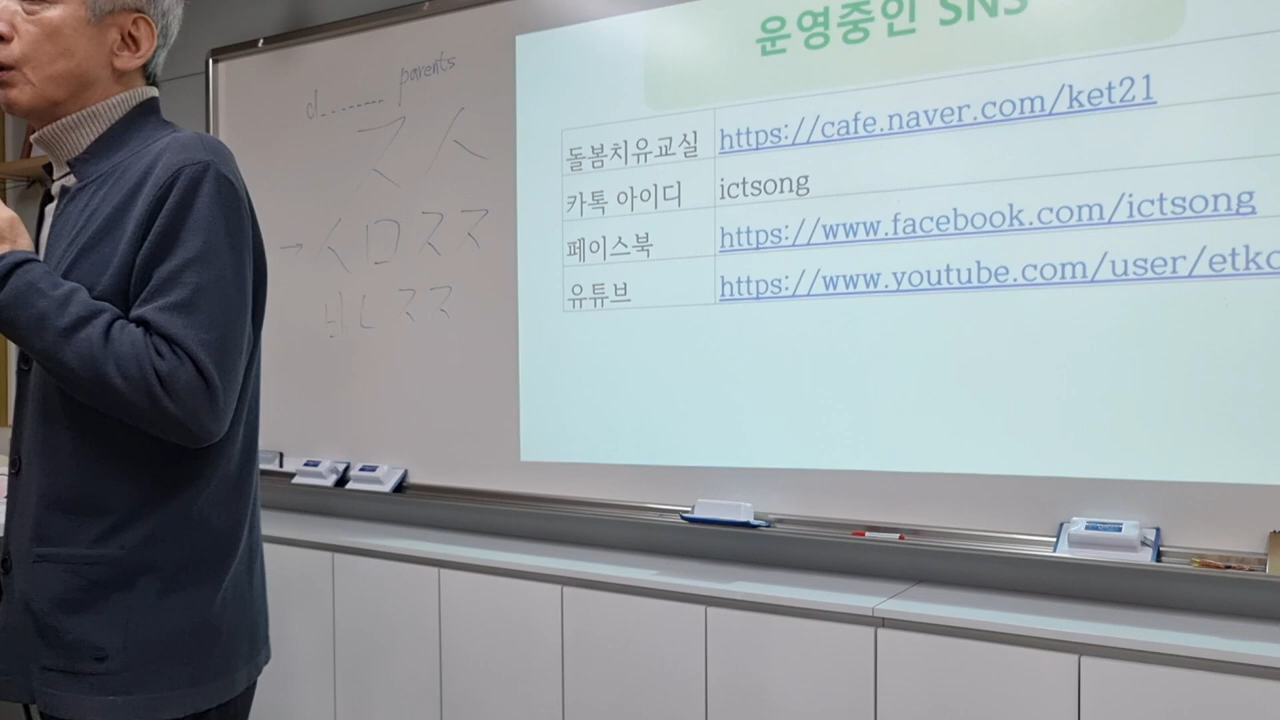 parents
d
ㅈㅅ
→ ㅅㅁㅈㅈ
ㅂㄴㅈㅈ
운영중인 SNS
돌봄치유교실 https://cafe.naver.com/ket21
카톡 아이디 ictsong
페이스북 https://www.facebook.com/ictsong
유튜브 https://www.youtube.com/user/etkc